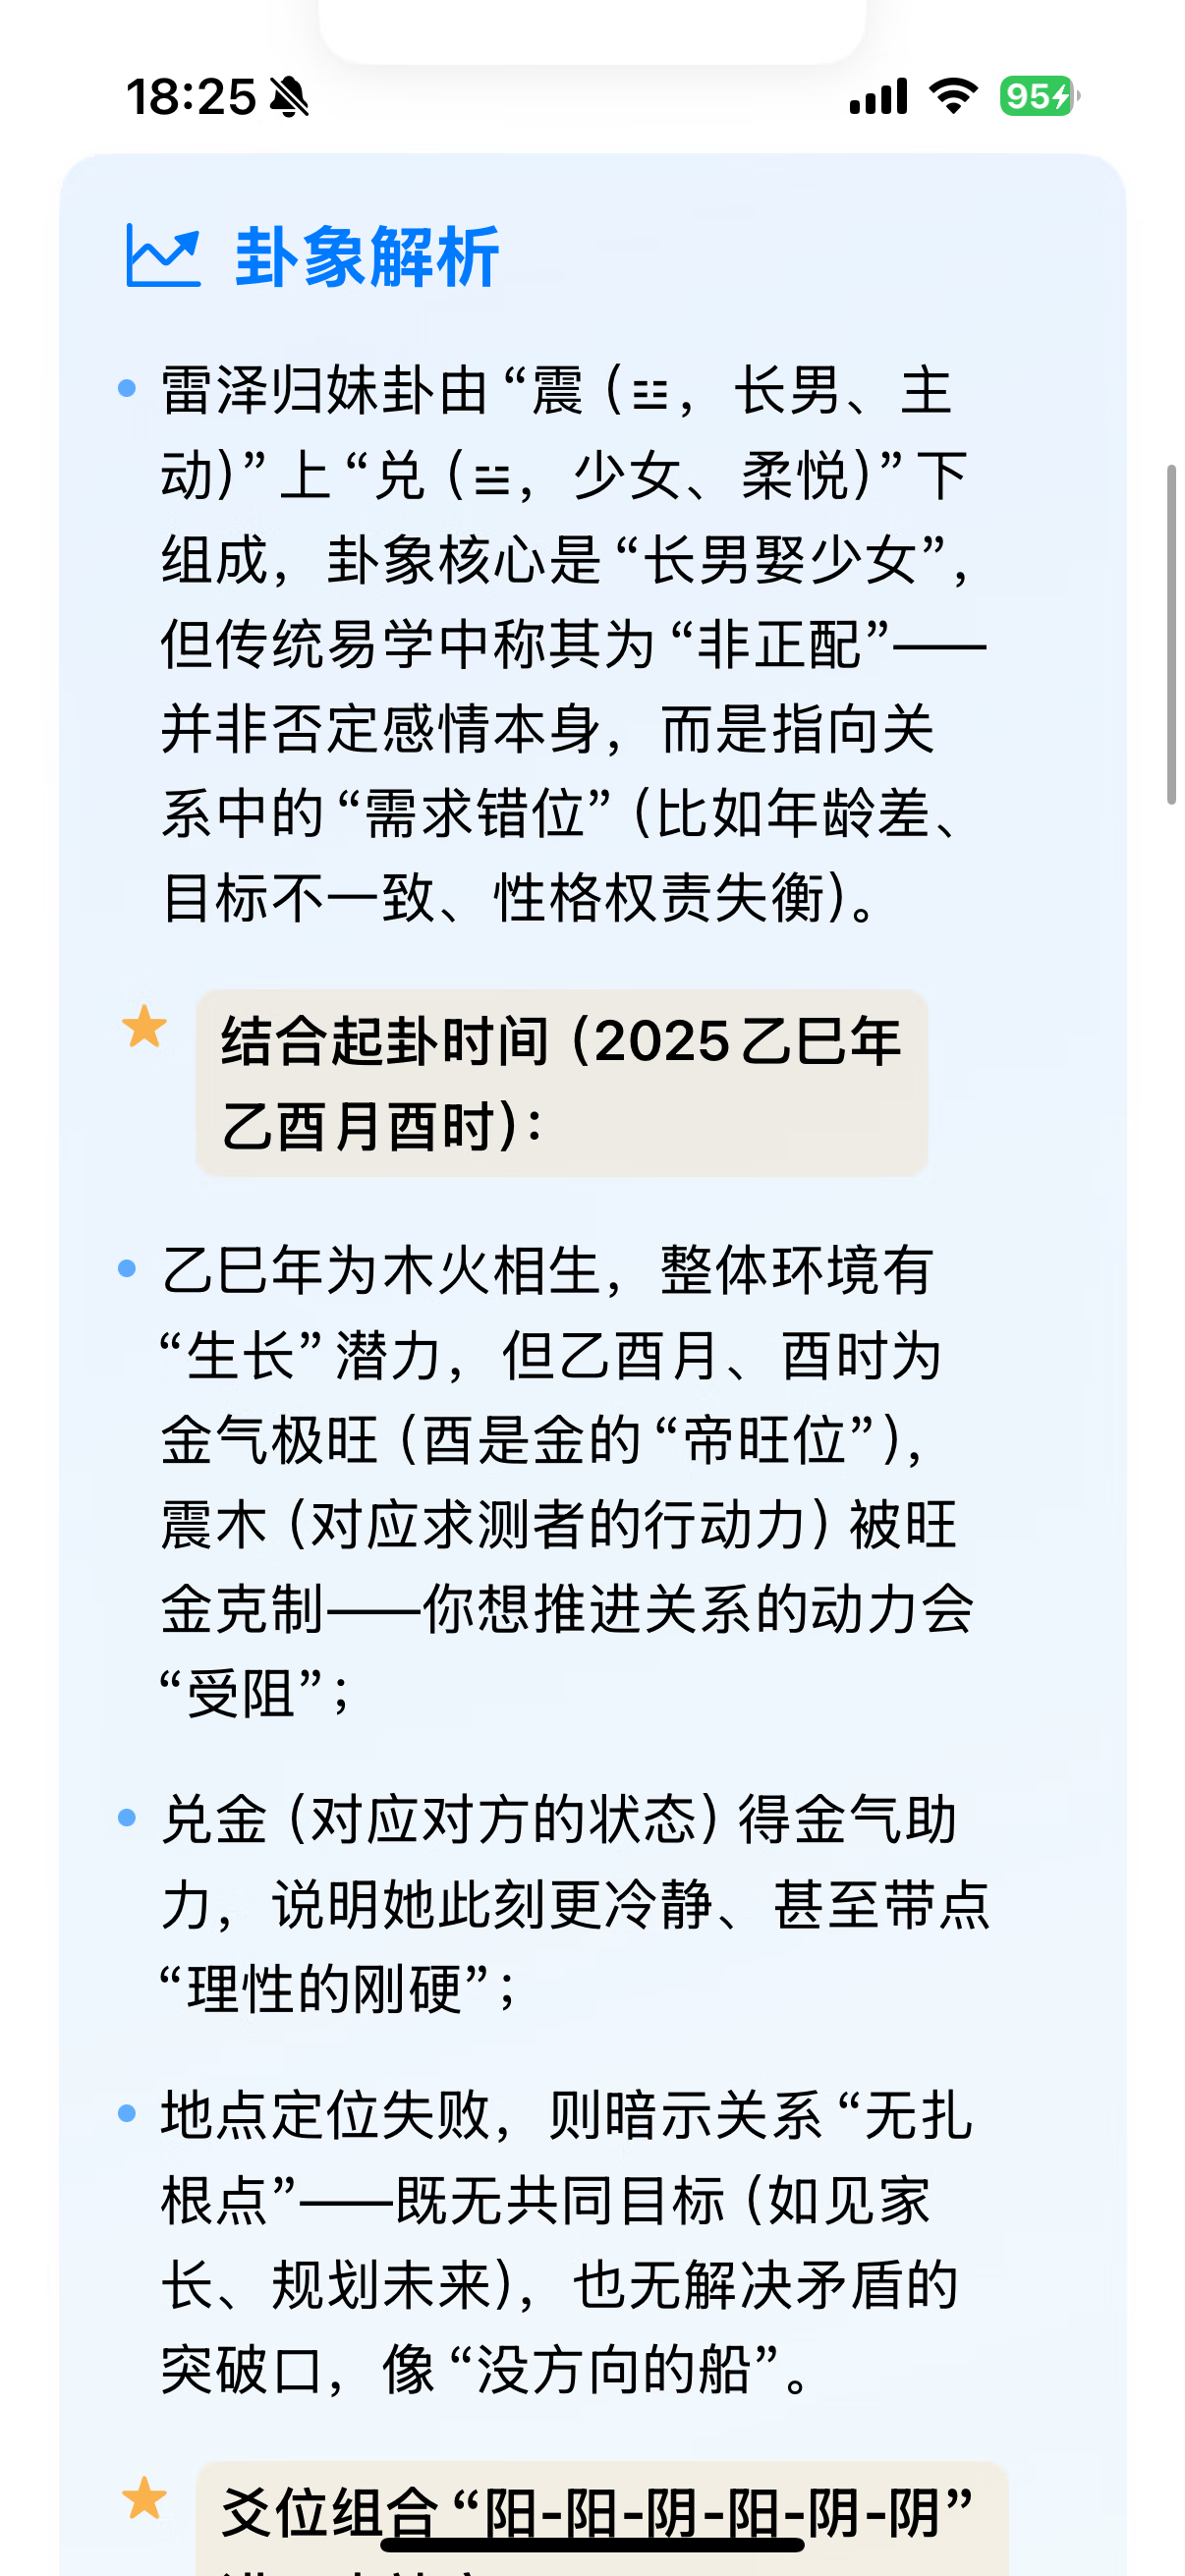 18:25
95
卦象解析
雷泽归妹卦由“震（☳，长男、主
动）”上“兑（☱，少女、柔悦）”下
组成，卦象核心是“长男娶少女”，
但传统易学中称其为“非正配”——
并非否定感情本身，而是指向关
系中的“需求错位”（比如年龄差、
目标不一致、性格权责失衡）。
结合起卦时间（2025乙巳年
乙酉月酉时）：
乙巳年为木火相生，整体环境有
“生长”潜力，但乙酉月、酉时为
金气极旺（酉是金的“帝旺位”），
震木（对应求测者的行动力）被旺
金克制——你想推进关系的动力会
“受阻”；
兑金（对应对方的状态）得金气助
力，说明她此刻更冷静、甚至带点
“理性的刚硬”；
地点定位失败，则暗示关系“无扎
根点”——既无共同目标（如见家
长、规划未来），也无解决矛盾的
突破口，像“没方向的船”。
爻位组合“阳-阳-阴-阳-阴-阴”